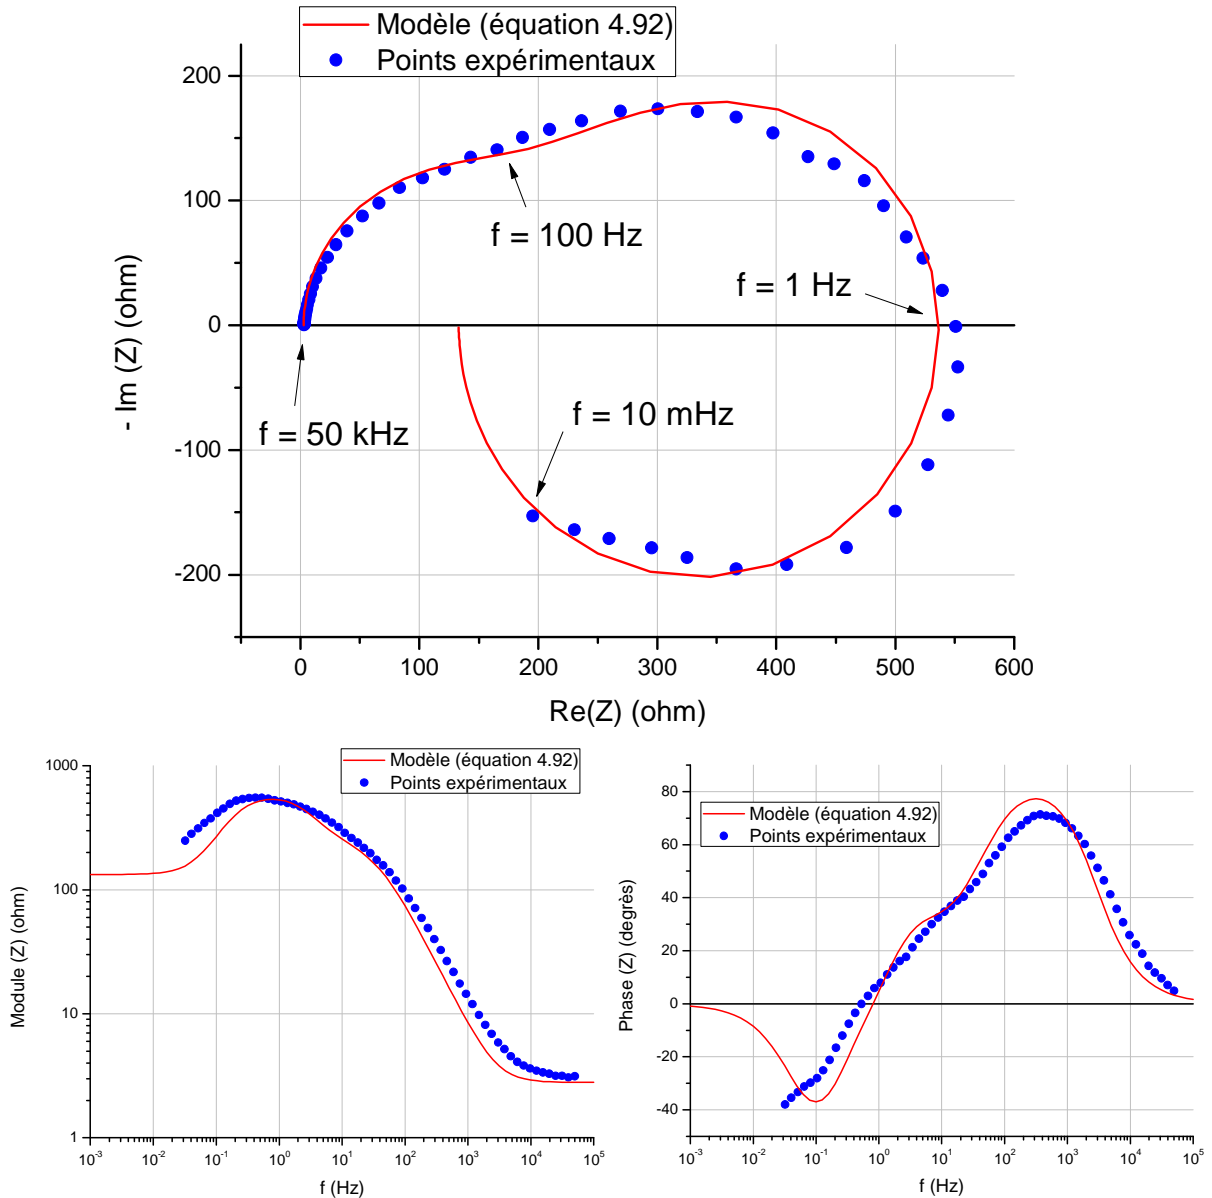 Modèle (équation 4.92)
Points expérimentaux
200
100
0
-100
-200
- Im (Z) (ohm)
f = 100 Hz
f = 1 Hz
f = 10 mHz
f = 50 kHz
0 100 200 300 400 500 600
Re(Z) (ohm)
Modèle (équation 4.92)
Points expérimentaux
1000
100
10
1
Module (Z) (ohm)
10-3 10-2 10-1 100 101 102 103 104 105
f (Hz)
Modèle (équation 4.92)
Points expérimentaux
80
60
40
20
0
-20
-40
Phase (Z) (degrès)
10-3 10-2 10-1 100 101 102 103 104 105
f (Hz)